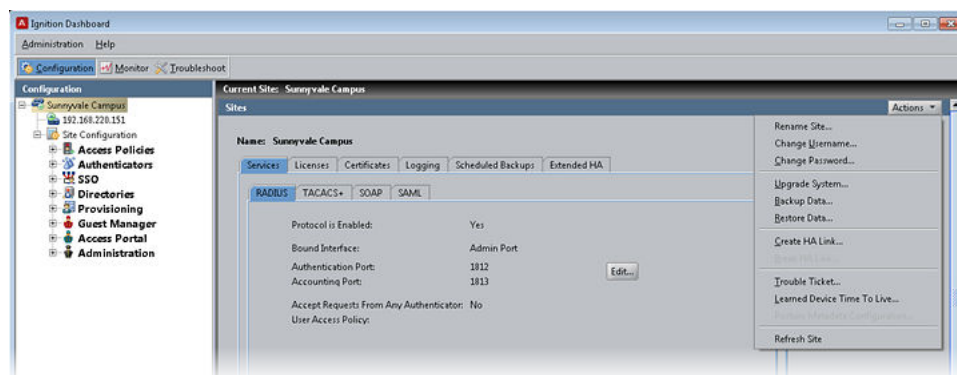 Ignition Dashboard
Administration Help
Configuration Monitor Troubleshoot
Configuration
Sunnyvale Campus
192.168.220.151
Site Configuration
Access Policies
Authenticators
SSO
Directories
Provisioning
Guest Manager
Access Portal
Administration
Current Site: Sunnyvale Campus
Sites
Actions
Name: Sunnyvale Campus
Services Licenses Certificates Logging Scheduled Backups Extended HA
RADIUS TACACS+ SOAP SAML
Protocol is Enabled: Yes
Bound Interface: Admin Port
Authentication Port: 1812
Accounting Port: 1813
Edit...
Accept Requests From Any Authenticator: No
User Access Policy:
Rename Site...
Change Username...
Change Password...
Upgrade System...
Backup Data...
Restore Data...
Create HA Link...
Break HA Link...
Trouble Ticket...
Learned Device Time To Live...
Metadata Configuration...
Refresh Site